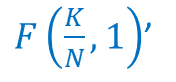 F(K/N, 1)′